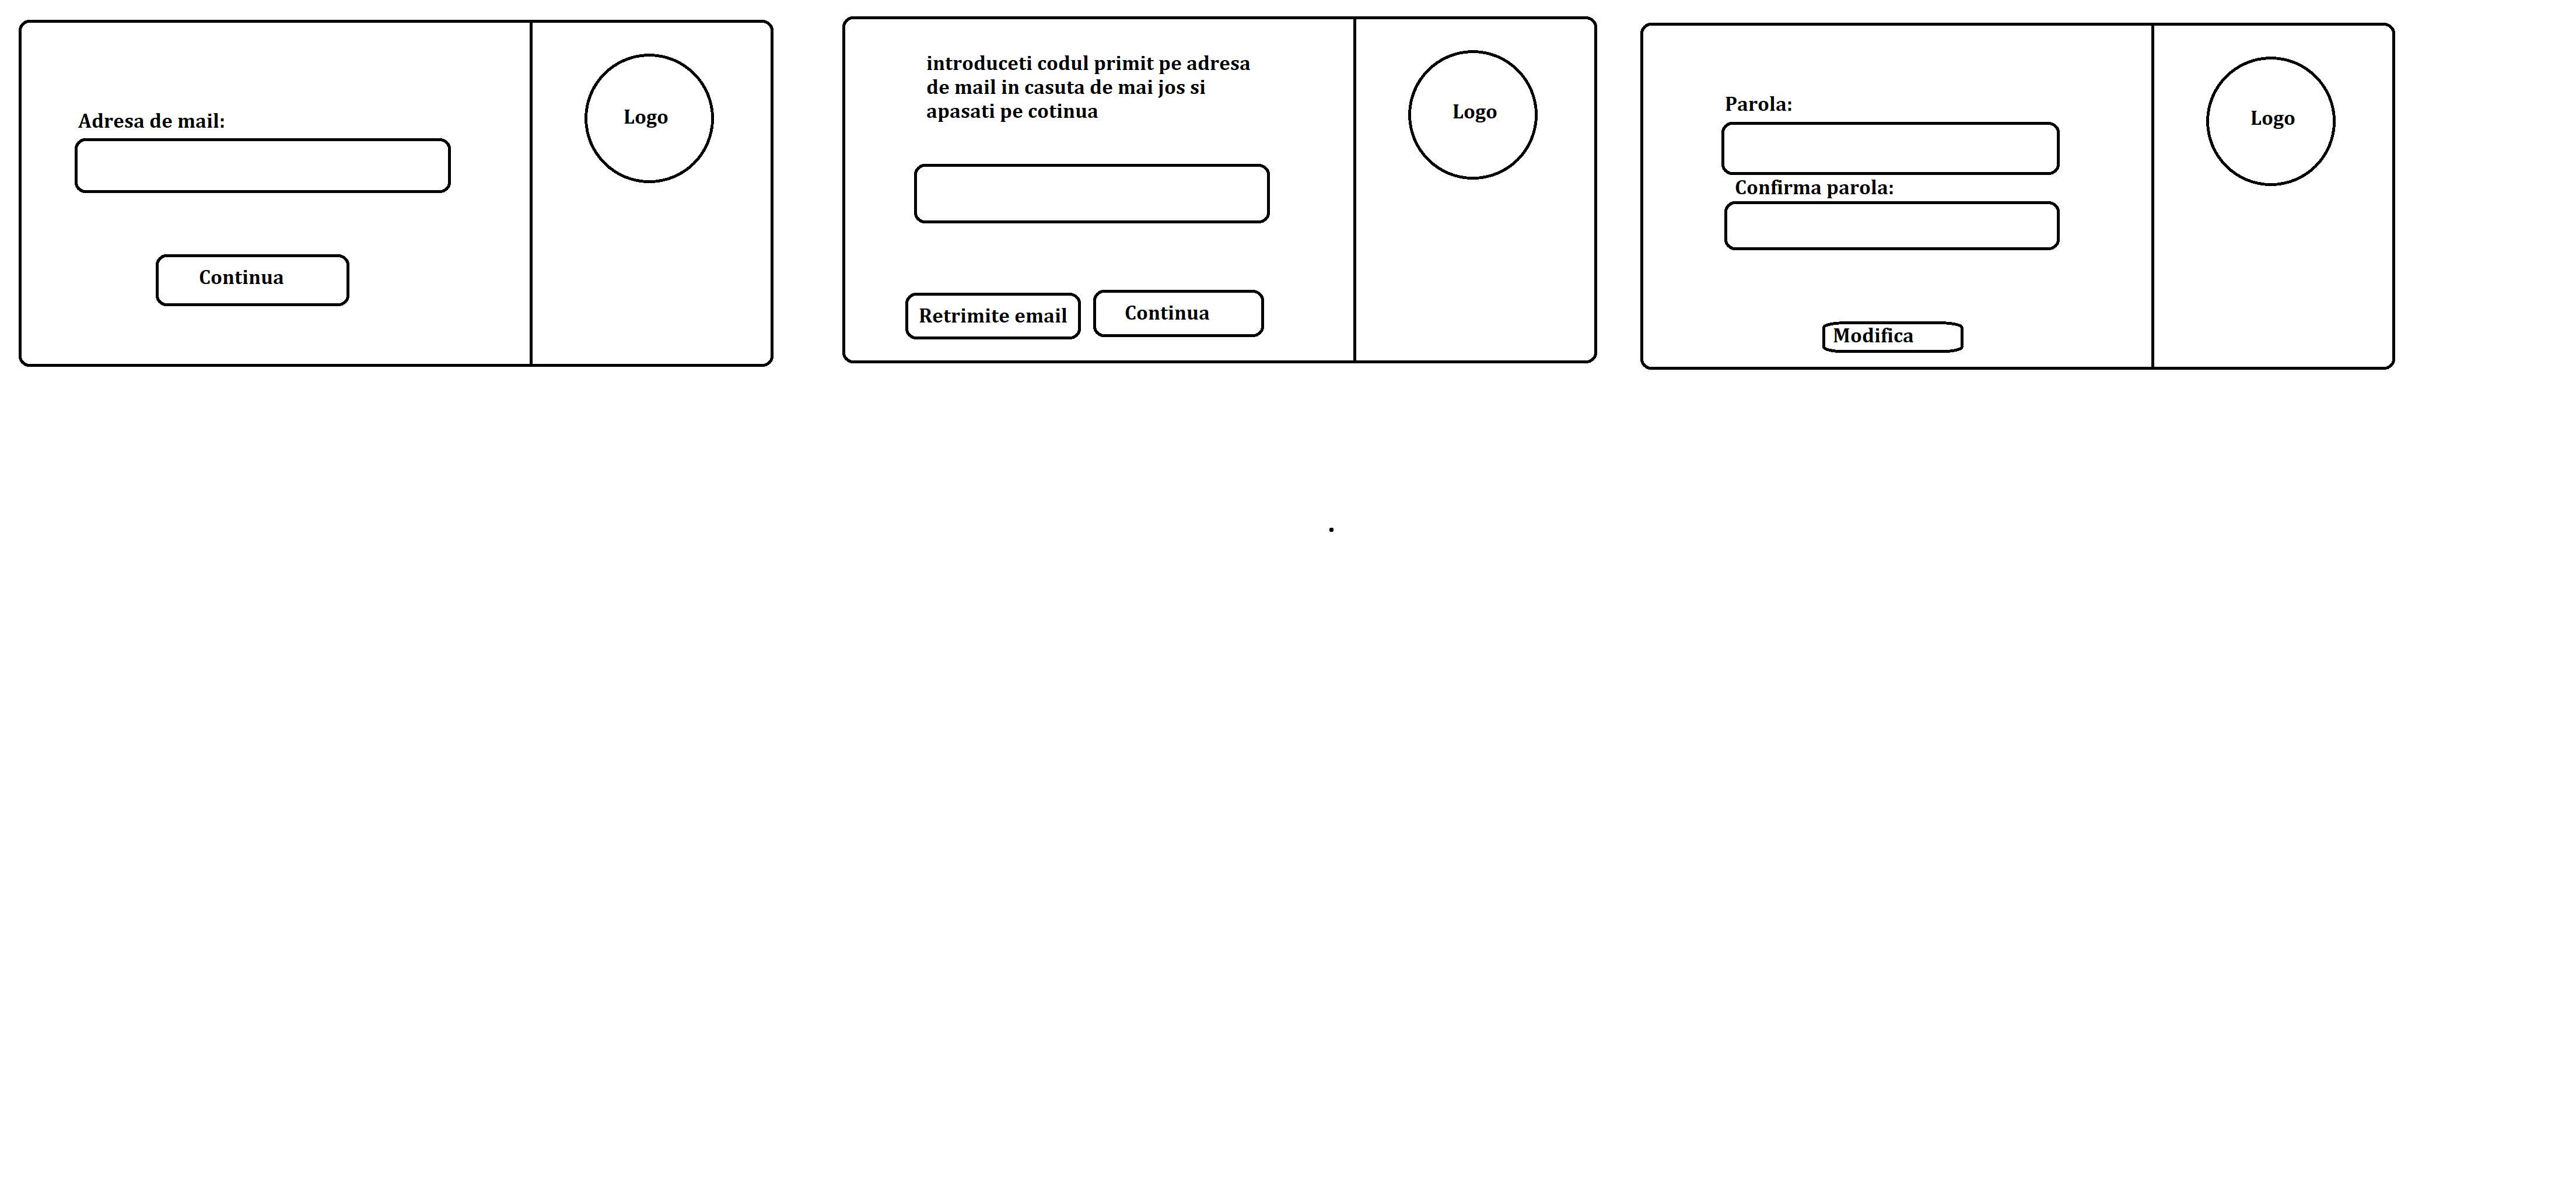 Adresa de mail:
Continua
Logo
introduceti codul primit pe adresa
de mail in casuta de mai jos si
apasati pe cotinua
Retrimite email
Continua
Logo
Parola:
Confirma parola:
Modifica
Logo